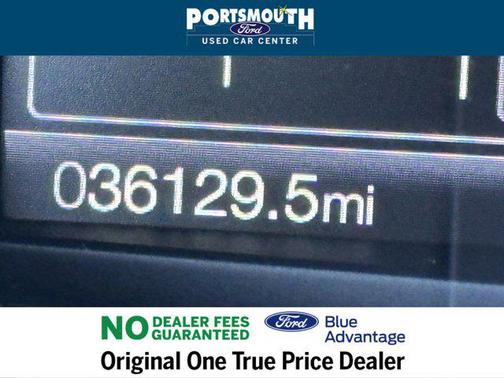 PORTSMOUTH
Ford
USED CAR CENTER
036129.5mi
NO DEALER FEES GUARANTEED
Ford
Blue Advantage
Original One True Price Dealer